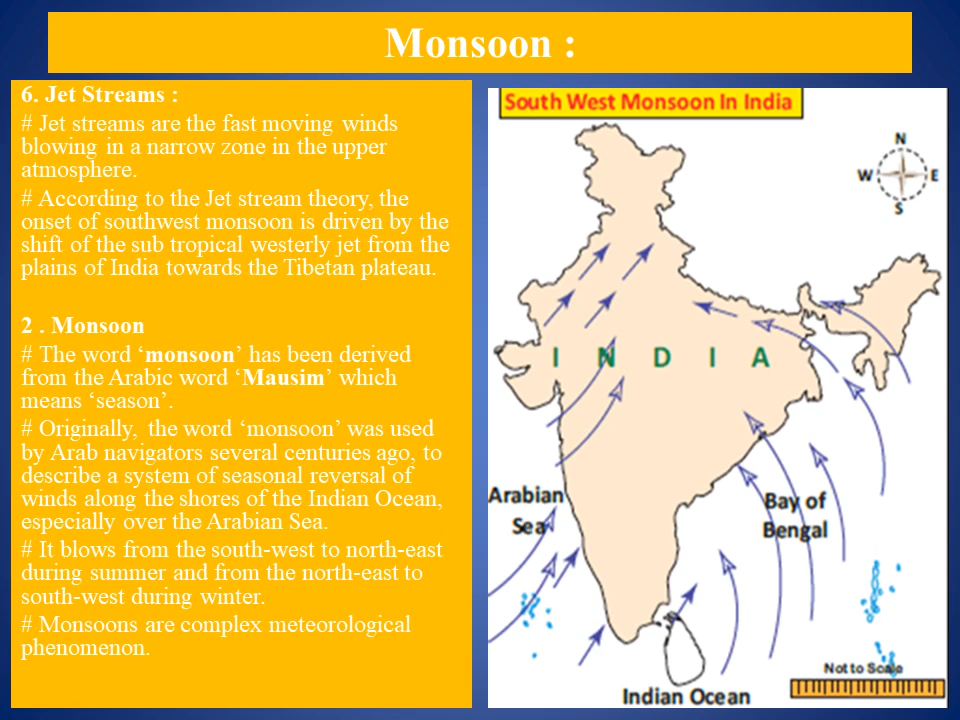 Monsoon :
6. Jet Streams :
# Jet streams are the fast moving winds
blowing in a narrow zone in the upper
atmosphere.
# According to the Jet stream theory, the
onset of southwest monsoon is driven by the
shift of the sub tropical westerly jet from the
plains of India towards the Tibetan plateau.
2 . Monsoon
# The word ‘monsoon’ has been derived
from the Arabic word ‘Mausim’ which
means ‘season’.
# Originally, the word ‘monsoon’ was used
by Arab navigators several centuries ago, to
describe a system of seasonal reversal of
winds along the shores of the Indian Ocean,
especially over the Arabian Sea.
# It blows from the south-west to north-east
during summer and from the north-east to
south-west during winter.
# Monsoons are complex meteorological
phenomenon.
South West Monsoon In India
N
W E
S
I N D I A
Arabian
Sea
Bay of
Bengal
Not to Scale
Indian Ocean